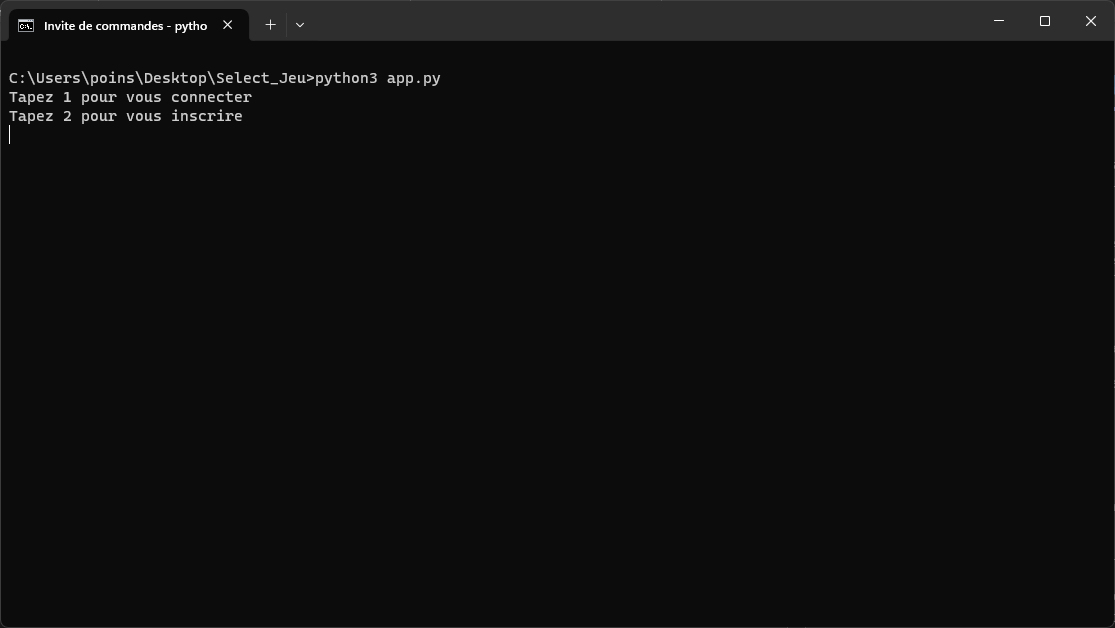 Invite de commandes - pytho
C:\Users\poins\Desktop\Select_Jeu>python3 app.py
Tapez 1 pour vous connecter
Tapez 2 pour vous inscrire